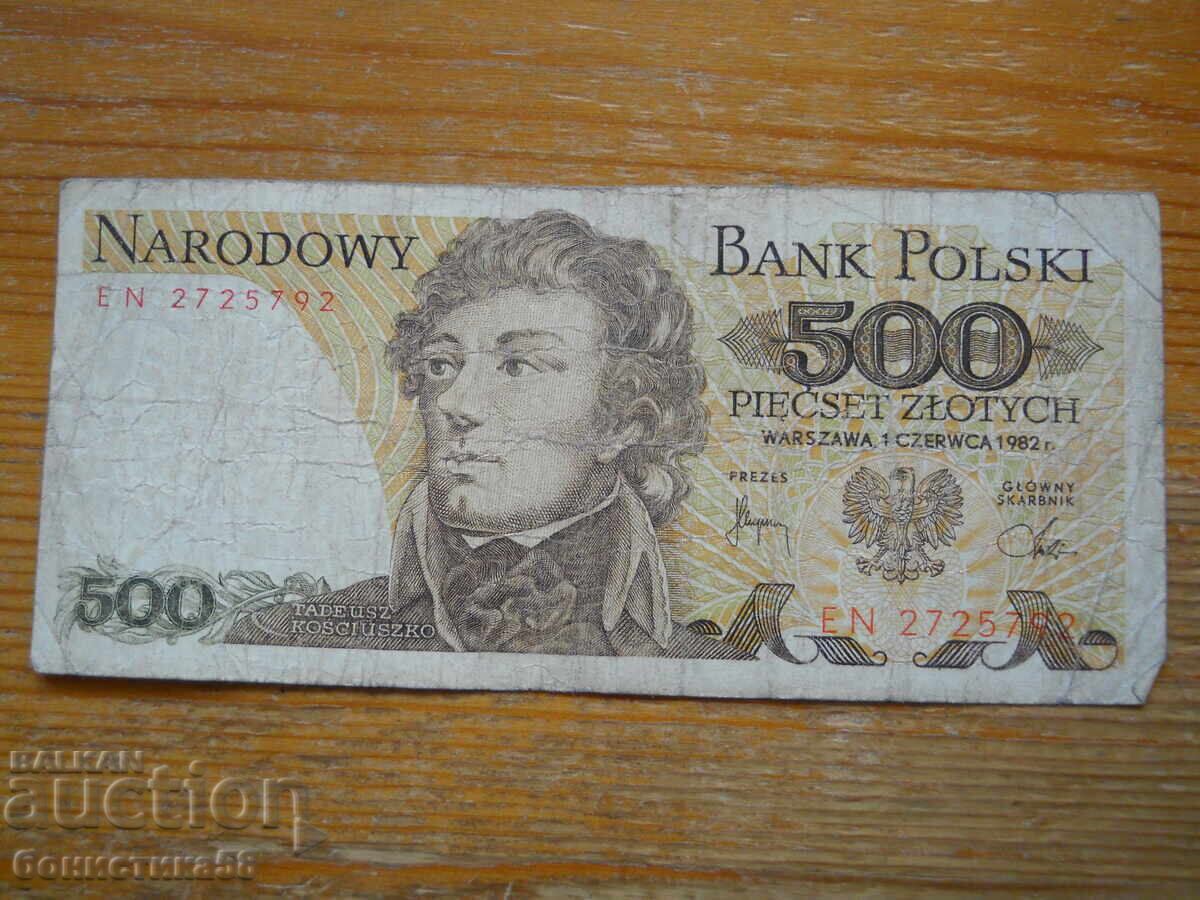 NARODOWY
BANK POLSKI
EN 2725792
500
PIĘĆSET ZŁOTYCH
WARSZAWA, 1 CZERWCA 1982 r.
PREZES
GŁÓWNY
SKARBNIK
500
TADEUSZ
KOŚCIUSZKO
EN 2725792
BALKAN
auction
бонистика58